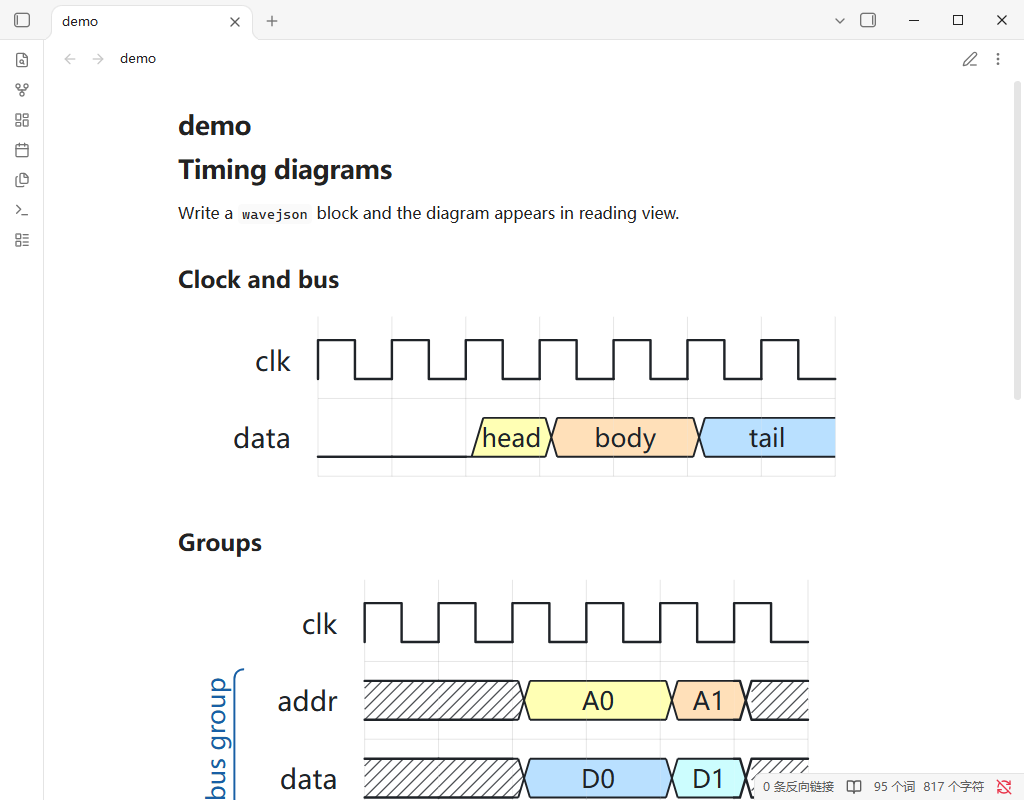 demo
demo
demo
Timing diagrams
Write a wavejson block and the diagram appears in reading view.
Clock and bus
clk
data
head
body
tail
Groups
clk
bus group
addr
A0
A1
data
D0
D1
0 条反向链接
95 个词
817 个字符